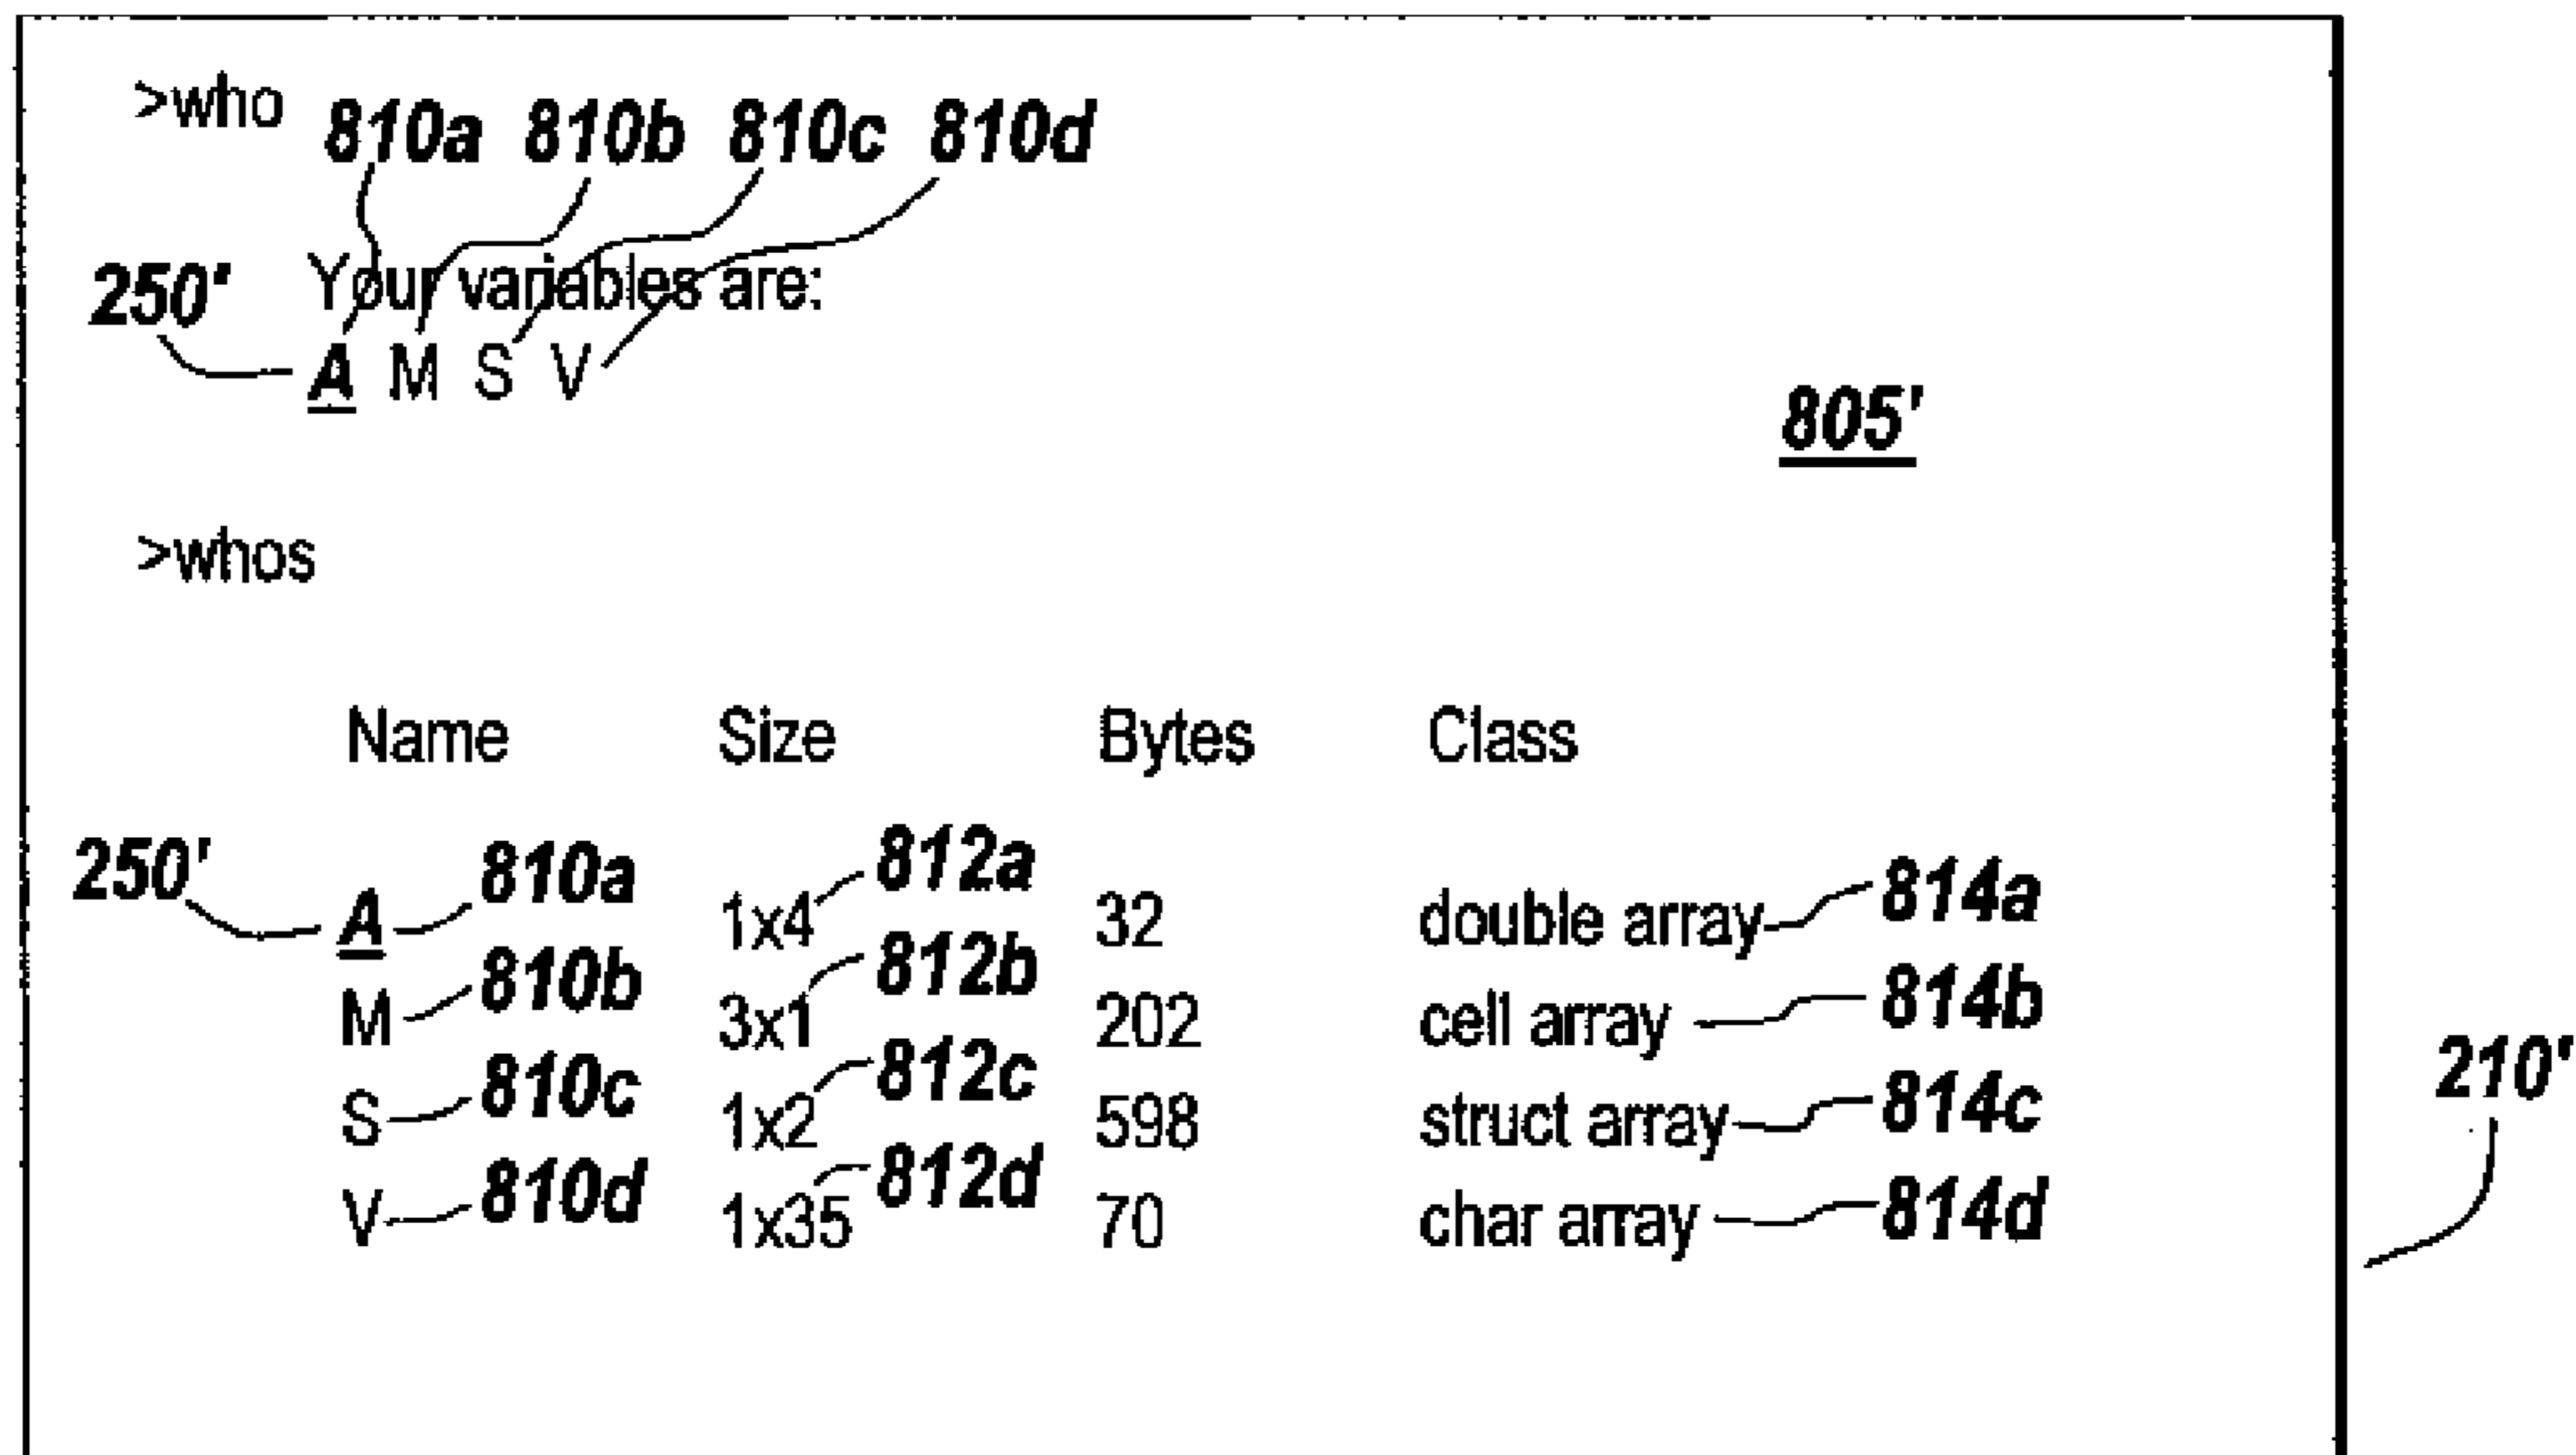 >who
810a 810b 810c 810d
250' Your variables are:
A M S V
805'
>whos
Name Size Bytes Class
250' A 810a 1x4 812a 32 double array 814a
M 810b 3x1 812b 202 cell array 814b
S 810c 1x2 812c 598 struct array 814c
V 810d 1x35 812d 70 char array 814d
210'